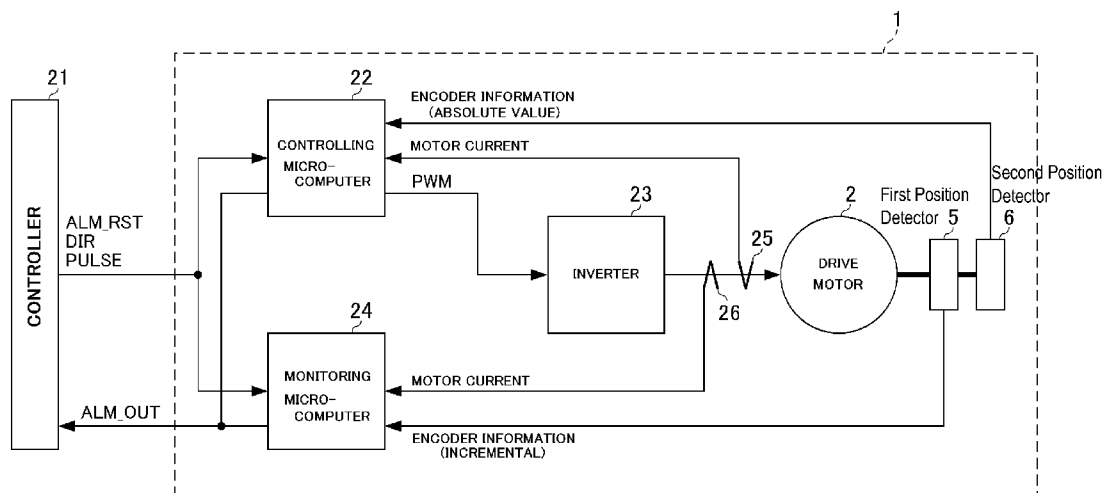 1
21
22
ENCODER INFORMATION
(ABSOLUTE VALUE)
CONTROLLING
MICRO-
COMPUTER
MOTOR CURRENT
PWM
Second Position
Detector
6
First Position
Detector 5
2
23
25
CONTROLLER
ALM_RST
DIR
PULSE
INVERTER
DRIVE
MOTOR
26
24
MONITORING
MICRO-
COMPUTER
MOTOR CURRENT
ALM_OUT
ENCODER INFORMATION
(INCREMENTAL)